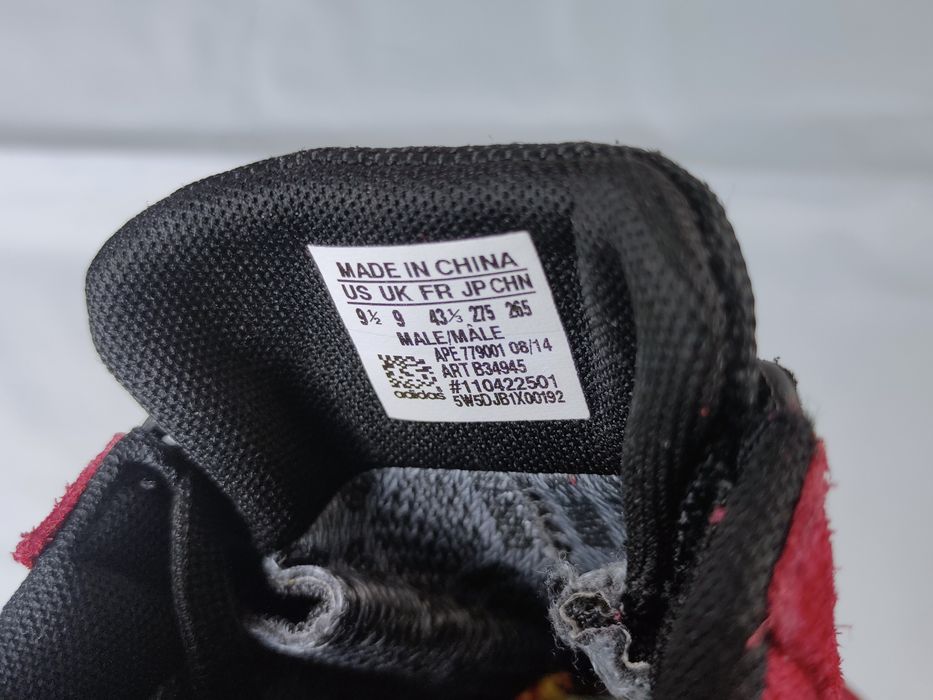 MADE IN CHINA
US UK FR JP CHN
9½ 9 43⅓ 275 265
MALE/MÂLE
APE 779001 08/14
ART B34945
#110422501
adidas 5W5DJB1X00192